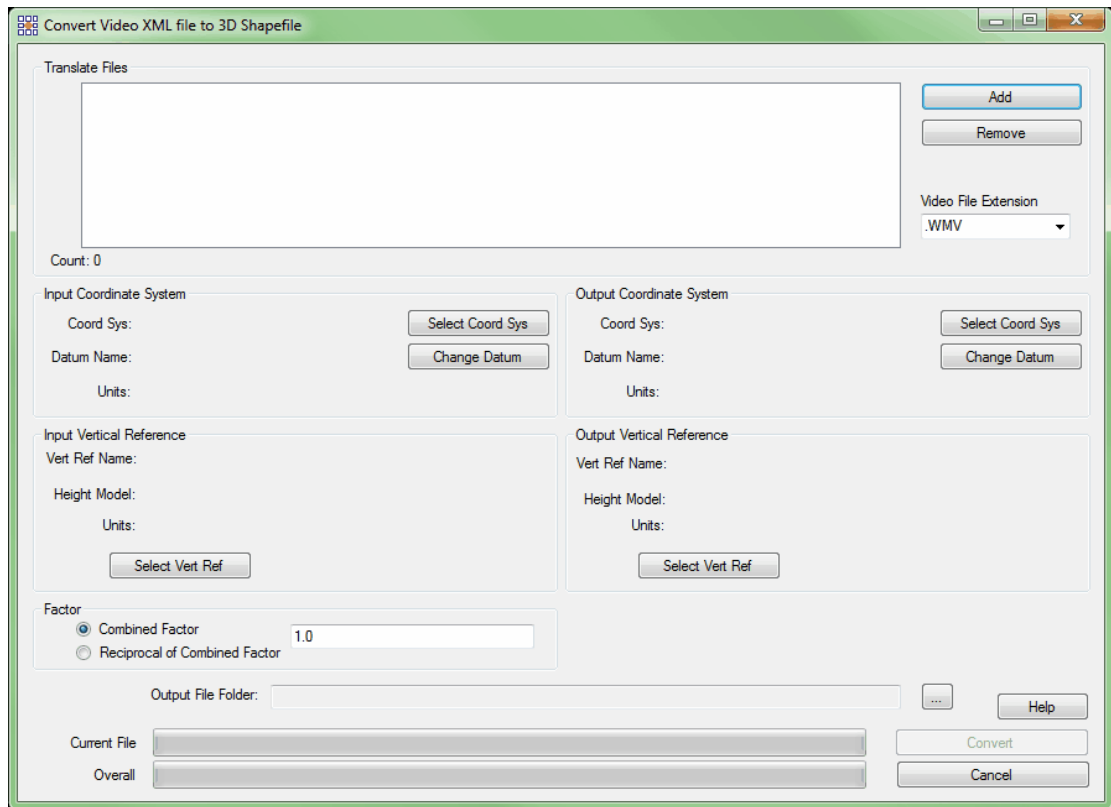 Convert Video XML file to 3D Shapefile
Translate Files
Add
Remove
Video File Extension
.WMV
Count: 0
Input Coordinate System
Coord Sys:
Select Coord Sys
Datum Name:
Change Datum
Units:
Output Coordinate System
Coord Sys:
Select Coord Sys
Datum Name:
Change Datum
Units:
Input Vertical Reference
Vert Ref Name:
Height Model:
Units:
Select Vert Ref
Output Vertical Reference
Vert Ref Name:
Height Model:
Units:
Select Vert Ref
Factor
Combined Factor
1.0
Reciprocal of Combined Factor
Output File Folder:
...
Help
Current File
Convert
Overall
Cancel